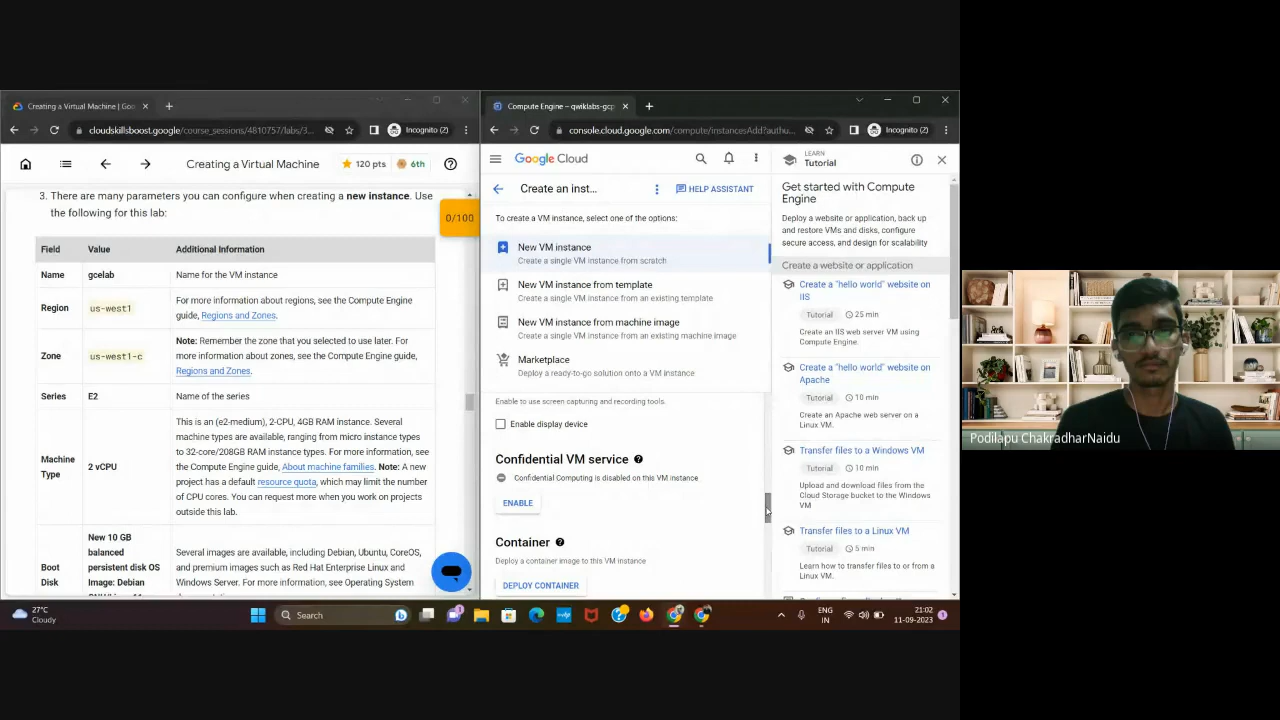 Creating a Virtual Machine | Goo
cloudskillsboost.google/course_sessions/4810757/labs/3...
Incognito (2)
Creating a Virtual Machine
120 pts
6th
3. There are many parameters you can configure when creating a new instance. Use
the following for this lab:
0/100
Field Value Additional Information
Name gcelab Name for the VM instance
Region us-west1 For more information about regions, see the Compute Engine
guide, Regions and Zones.
Zone us-west1-c Note: Remember the zone that you selected to use later. For
more information about zones, see the Compute Engine guide,
Regions and Zones.
Series E2 Name of the series
Machine
Type
2 vCPU
This is an (e2-medium), 2-CPU, 4GB RAM instance. Several
machine types are available, ranging from micro instance types
to 32-core/208GB RAM instance types. For more information, see
the Compute Engine guide, About machine families. Note: A new
project has a default resource quota, which may limit the
number of CPU cores. You can request more when you work on projects
outside this lab.
Boot
Disk
New 10 GB
balanced
persistent disk OS
Image: Debian
Several images are available, including Debian, Ubuntu, CoreOS,
and premium images such as Red Hat Enterprise Linux and
Windows Server. For more information, see Operating System
Compute Engine – qwiklabs-gcp
console.cloud.google.com/compute/instancesAdd?authu...
Incognito (2)
Google Cloud
Create an inst...
HELP ASSISTANT
To create a VM instance, select one of the options:
New VM instance
Create a single VM instance from scratch
New VM instance from template
Create a single VM instance from an existing template
New VM instance from machine image
Create a single VM instance from an existing machine image
Marketplace
Deploy a ready-to-go solution onto a VM instance
Enable to use screen capturing and recording tools.
Enable display device
Confidential VM service
Confidential Computing is disabled on this VM instance
ENABLE
Container
Deploy a container image to this VM instance
DEPLOY CONTAINER
LEARN
Tutorial
Get started with Compute
Engine
Deploy a website or application, back up
and restore VMs and disks, configure
secure access, and design for scalability
Create a website or application
Create a "hello world" website on
IIS
Tutorial 25 min
Create an IIS web server VM using
Compute Engine.
Create a "hello world" website on
Apache
Tutorial 10 min
Create an Apache web server on a
Linux VM.
Transfer files to a Windows VM
Tutorial 10 min
Upload and download files from the
Cloud Storage bucket to the Windows
VM
Transfer files to a Linux VM
Tutorial 5 min
Learn how to transfer files to or from a
Linux VM.
Podilapu ChakradharNaidu
27°C
Cloudy
Search
ENG
IN
21:02
11-09-2023